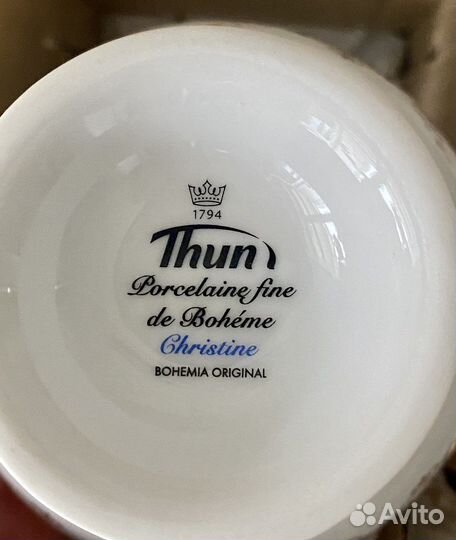 1794
Thun
Porcelaine fine
de Bohéme
Christine
BOHEMIA ORIGINAL
Avito